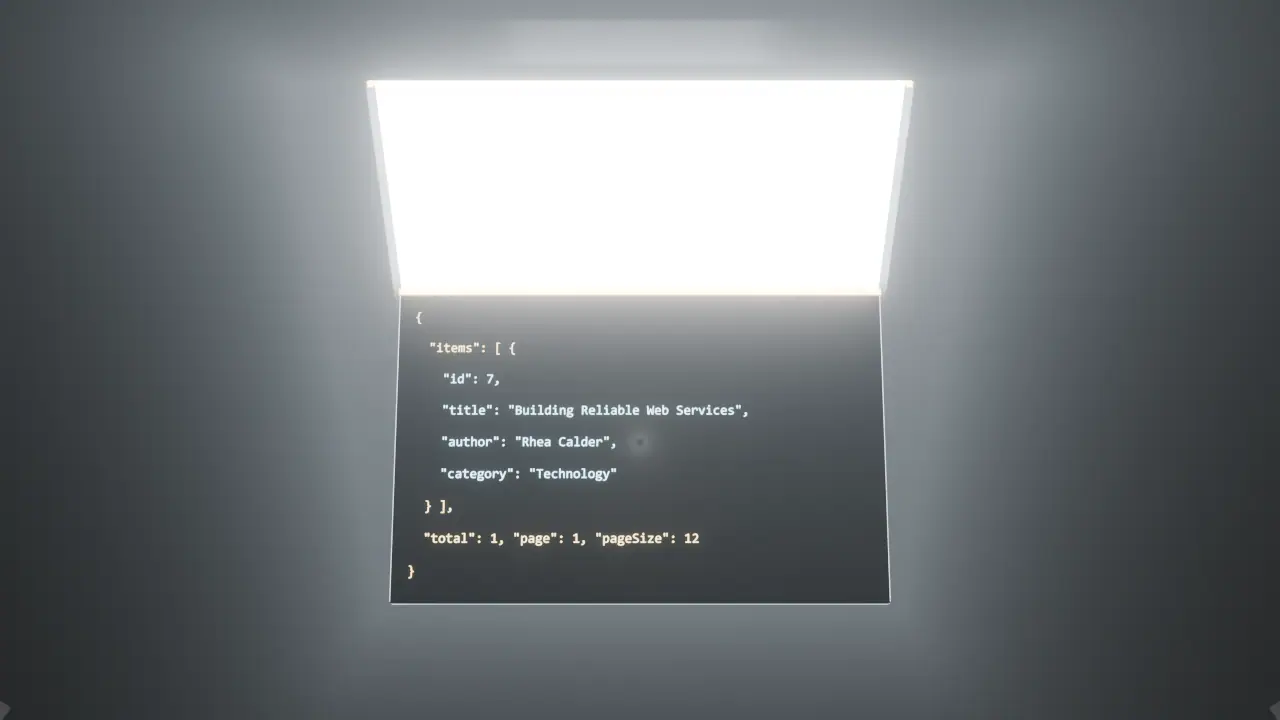 {
"items": [ {
"id": 7,
"title": "Building Reliable Web Services",
"author": "Rhea Calder",
"category": "Technology"
} ],
"total": 1, "page": 1, "pageSize": 12
}